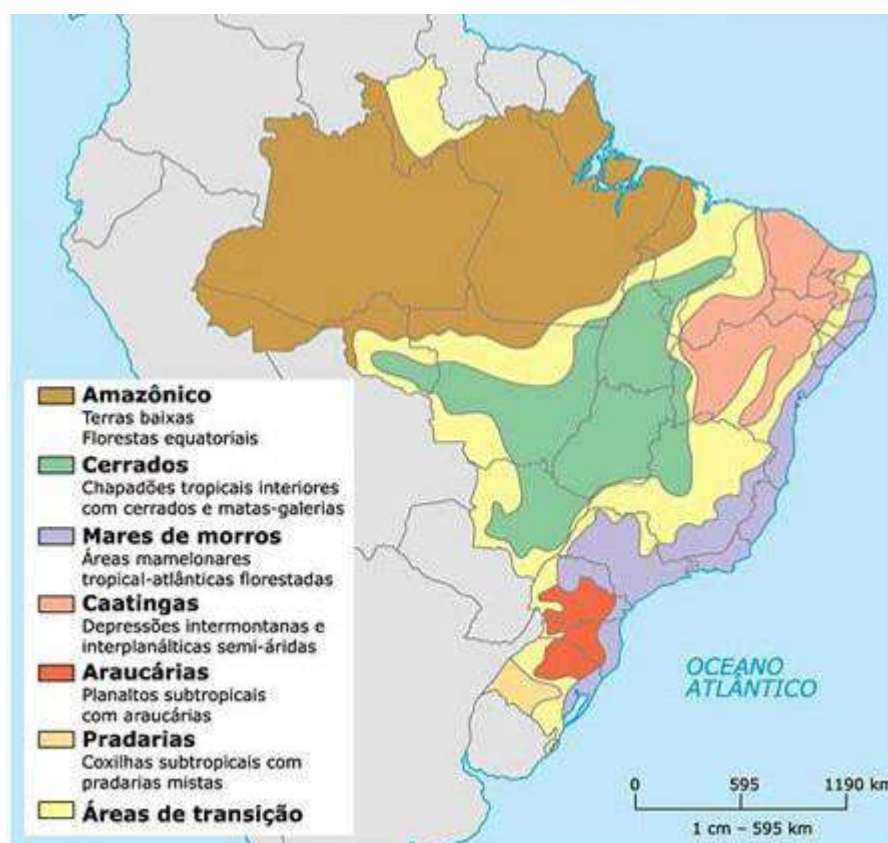 Amazônico
Terras baixas
Florestas equatoriais
Cerrados
Chapadões tropicais interiores
com cerrados e matas-galerias
Mares de morros
Áreas mamelonares
tropical-atlânticas florestadas
Caatingas
Depressões intermontanas e
interplanálticas semi-áridas
Araucárias
Planaltos subtropicais
com araucárias
Pradarias
Coxilhas subtropicais com
pradarias mistas
Áreas de transição
OCEANO
ATLÂNTICO
0 595 1190 km
1 cm – 595 km